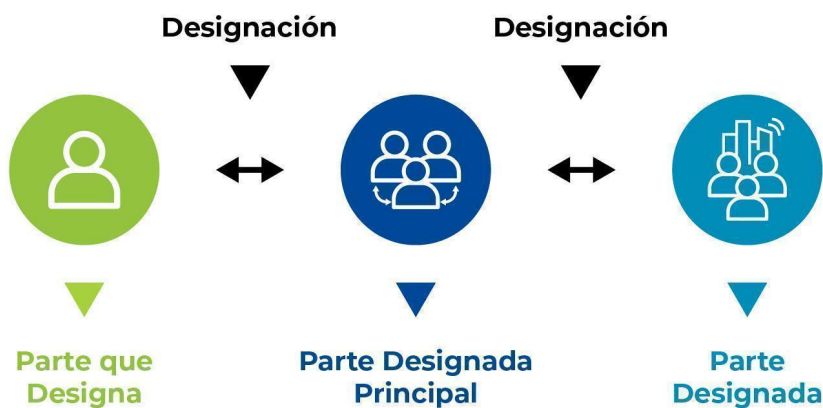 Designación
Designación
Parte que
Designa
Parte Designada
Principal
Parte
Designada